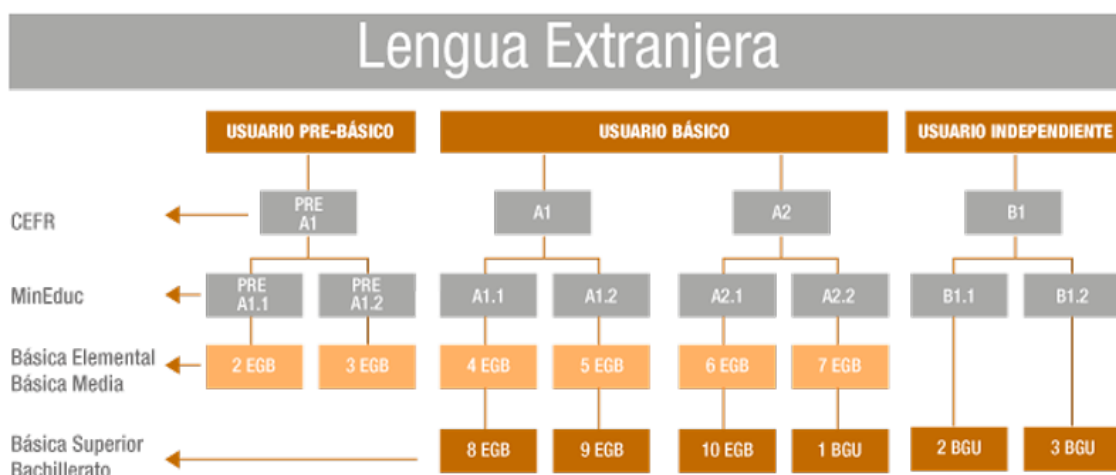 Lengua Extranjera
USUARIO PRE-BÁSICO
USUARIO BÁSICO
USUARIO INDEPENDIENTE
CEFR
PRE
A1
A1
A2
B1
MinEduc
PRE
A1.1
PRE
A1.2
A1.1
A1.2
A2.1
A2.2
B1.1
B1.2
Básica Elemental
Básica Media
2 EGB
3 EGB
4 EGB
5 EGB
6 EGB
7 EGB
Básica Superior
Bachillerato
8 EGB
9 EGB
10 EGB
1 BGU
2 BGU
3 BGU